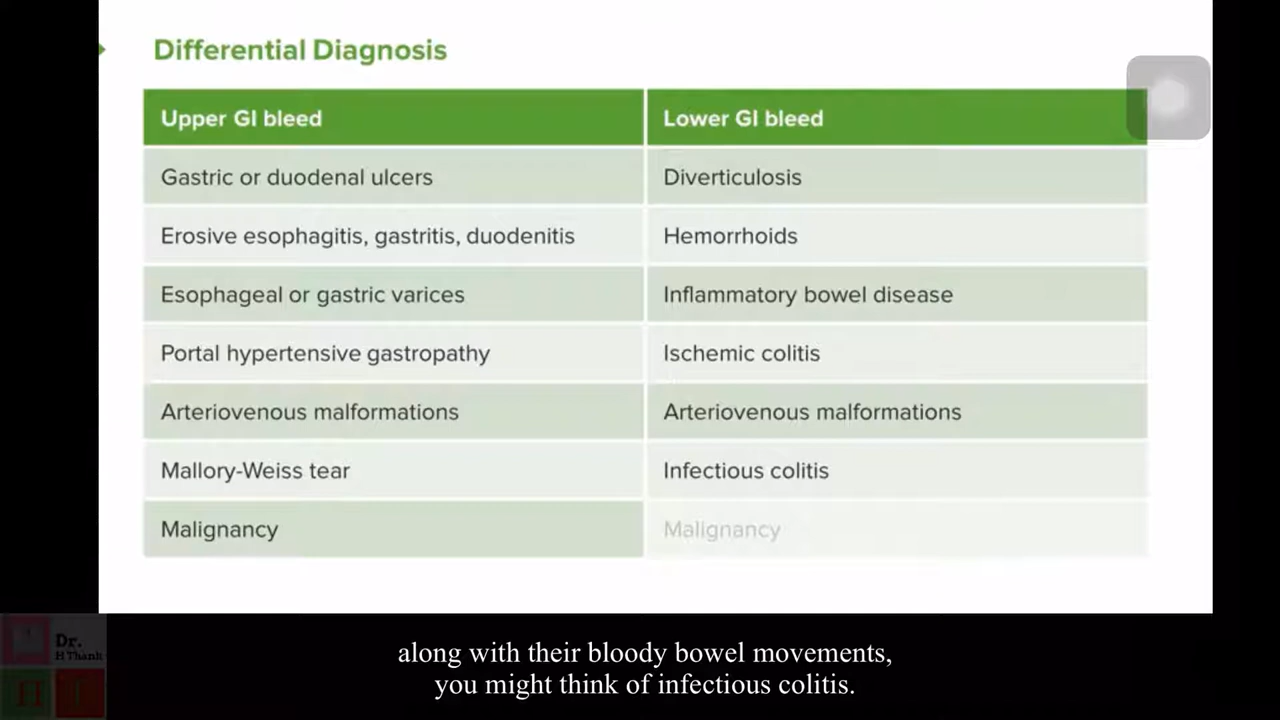 Differential Diagnosis
Upper GI bleed
Lower GI bleed
Gastric or duodenal ulcers
Diverticulosis
Erosive esophagitis, gastritis, duodenitis
Hemorrhoids
Esophageal or gastric varices
Inflammatory bowel disease
Portal hypertensive gastropathy
Ischemic colitis
Arteriovenous malformations
Arteriovenous malformations
Mallory-Weiss tear
Infectious colitis
Malignancy
Malignancy
Dr.
H Thank
H
along with their bloody bowel movements,
you might think of infectious colitis.